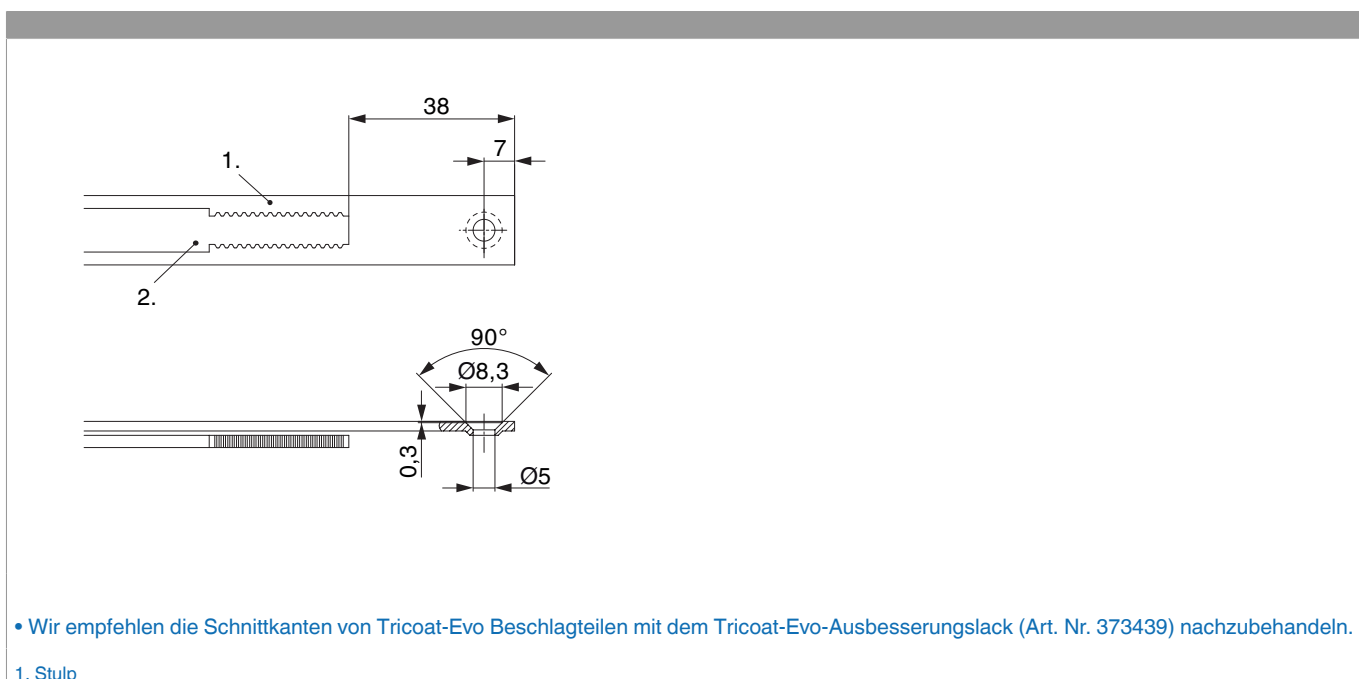 38
7
1.
2.
90°
Ø8,3
0,3
Ø5
• Wir empfehlen die Schnittkanten von Tricoat-Evo Beschlagteilen mit dem Tricoat-Evo-Ausbesserungslack (Art. Nr. 373439) nachzubehandeln.
1. Stulp